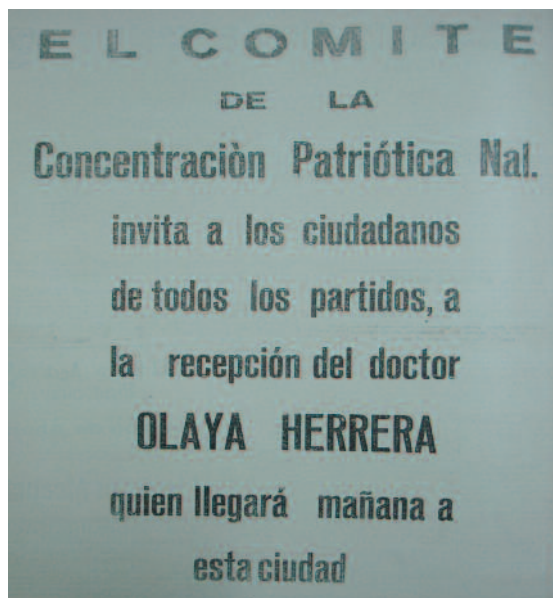 EL COMITE
DE LA
Concentraciòn Patriótica Nal.
invita a los ciudadanos
de todos los partidos, a
la recepción del doctor
OLAYA HERRERA
quien llegará mañana a
esta ciudad